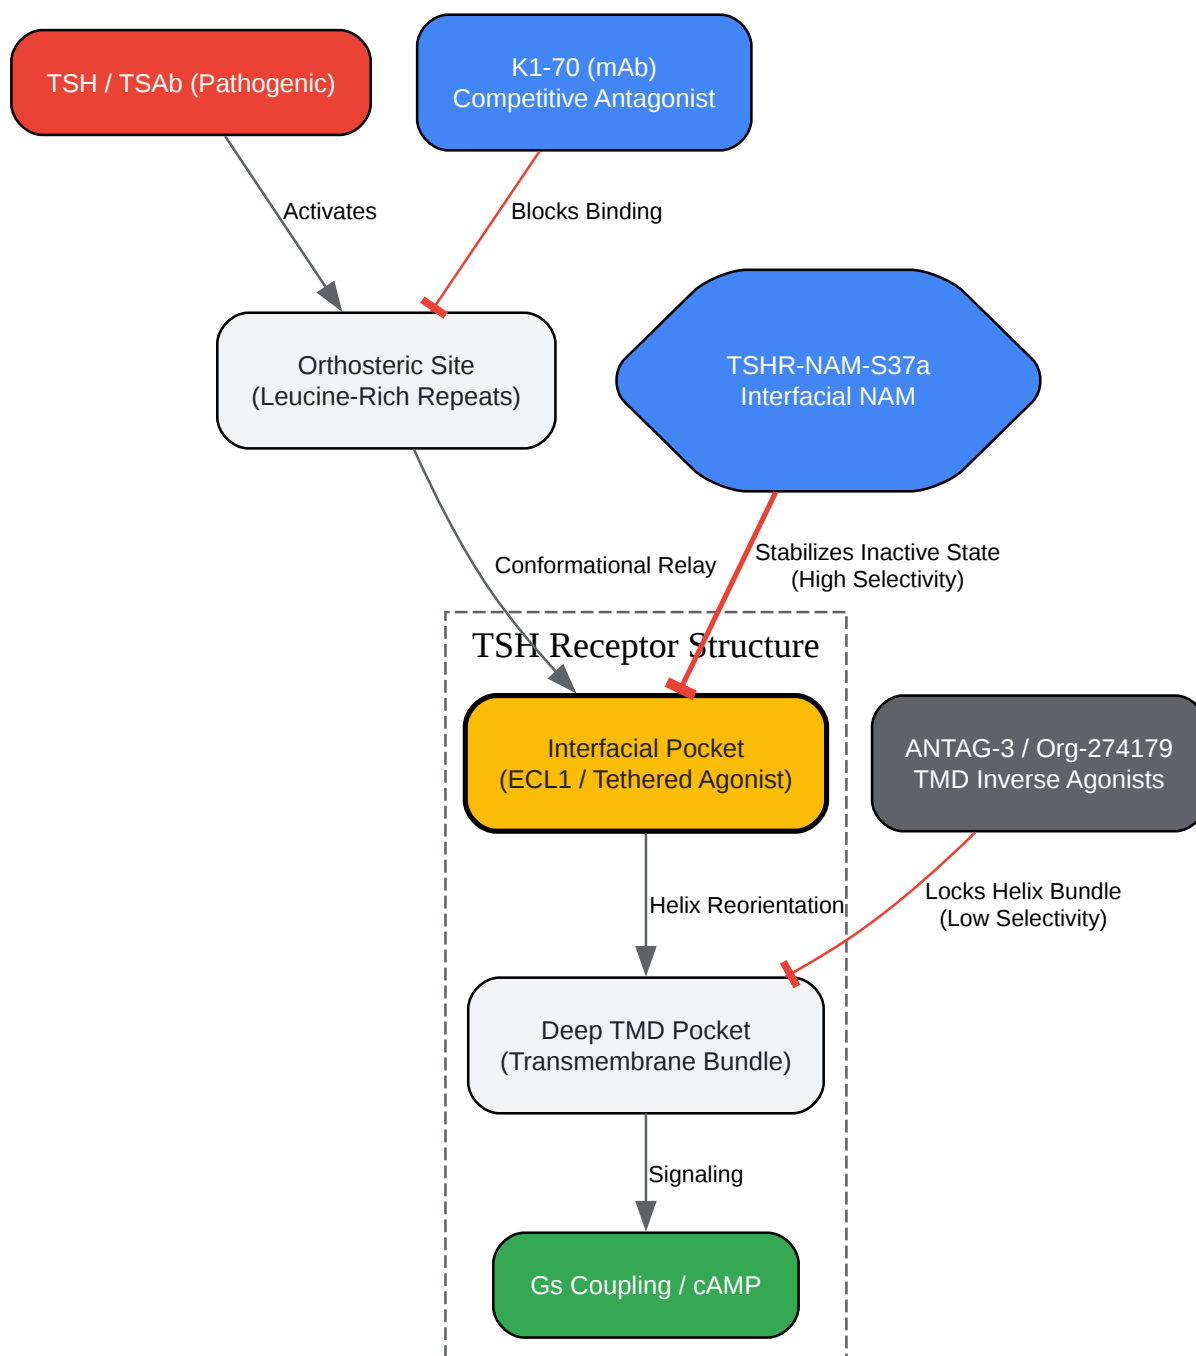 TSH / TSAb (Pathogenic)
K1-70 (mAb)
Competitive Antagonist
Activates
Blocks Binding
Orthosteric Site
(Leucine-Rich Repeats)
TSHR-NAM-S37a
Interfacial NAM
Conformational Relay
Stabilizes Inactive State
(High Selectivity)
TSH Receptor Structure
Interfacial Pocket
(ECL1 / Tethered Agonist)
ANTAG-3 / Org-274179
TMD Inverse Agonists
Helix Reorientation
Locks Helix Bundle
(Low Selectivity)
Deep TMD Pocket
(Transmembrane Bundle)
Signaling
Gs Coupling / cAMP